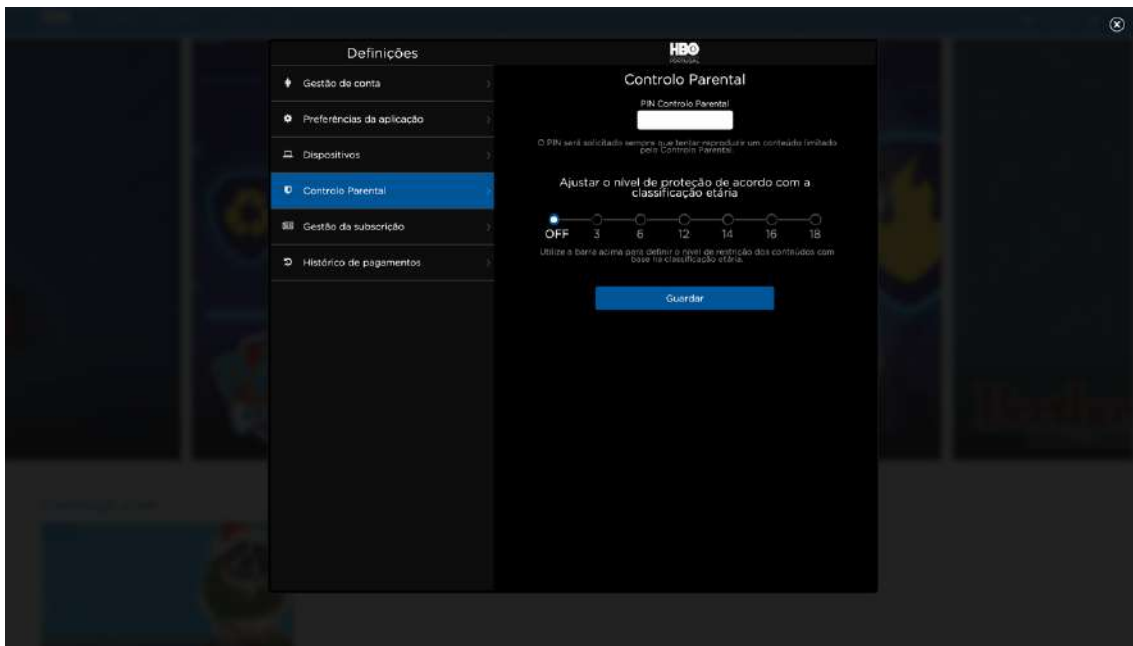 Definições
Gestão de conta
Preferências da aplicação
Dispositivos
Controlo Parental
Gestão da subscrição
Histórico de pagamentos
HBO
PORTUGAL
Controlo Parental
PIN Controlo Parental
O PIN será solicitado sempre que tentar reproduzir um conteúdo limitado
pelo Controlo Parental.
Ajustar o nível de proteção de acordo com a
classificação etária
OFF 3 6 12 14 16 18
Utilize a barra acima para definir o nível de restrição dos conteúdos com
base na classificação etária.
Guardar